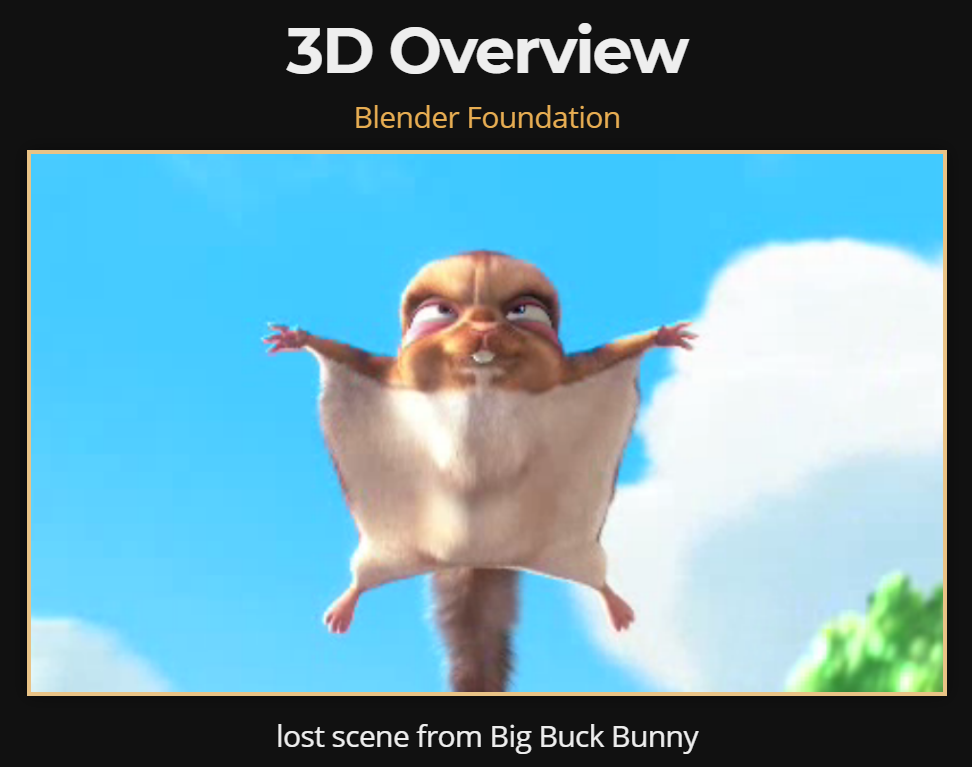 3D Overview
Blender Foundation
lost scene from Big Buck Bunny